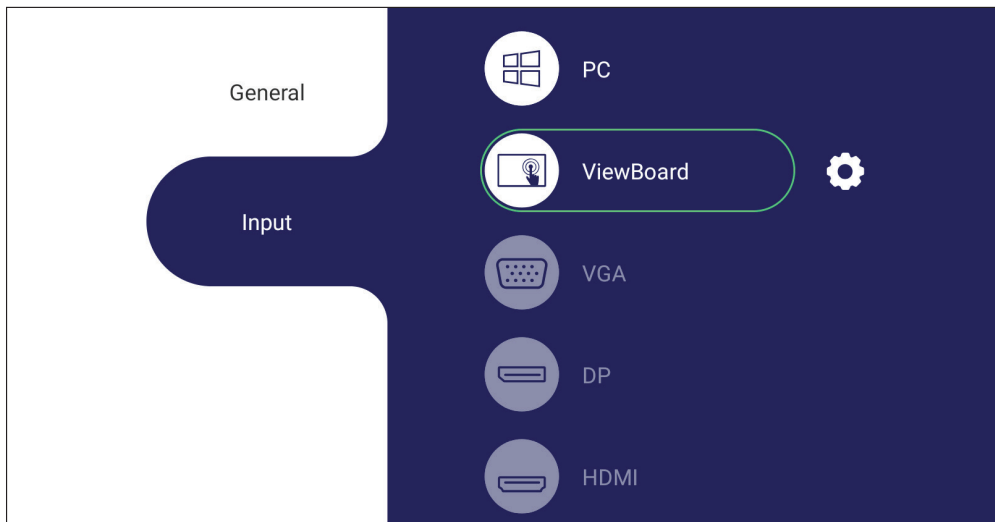 General
Input
PC
ViewBoard
VGA
DP
HDMI